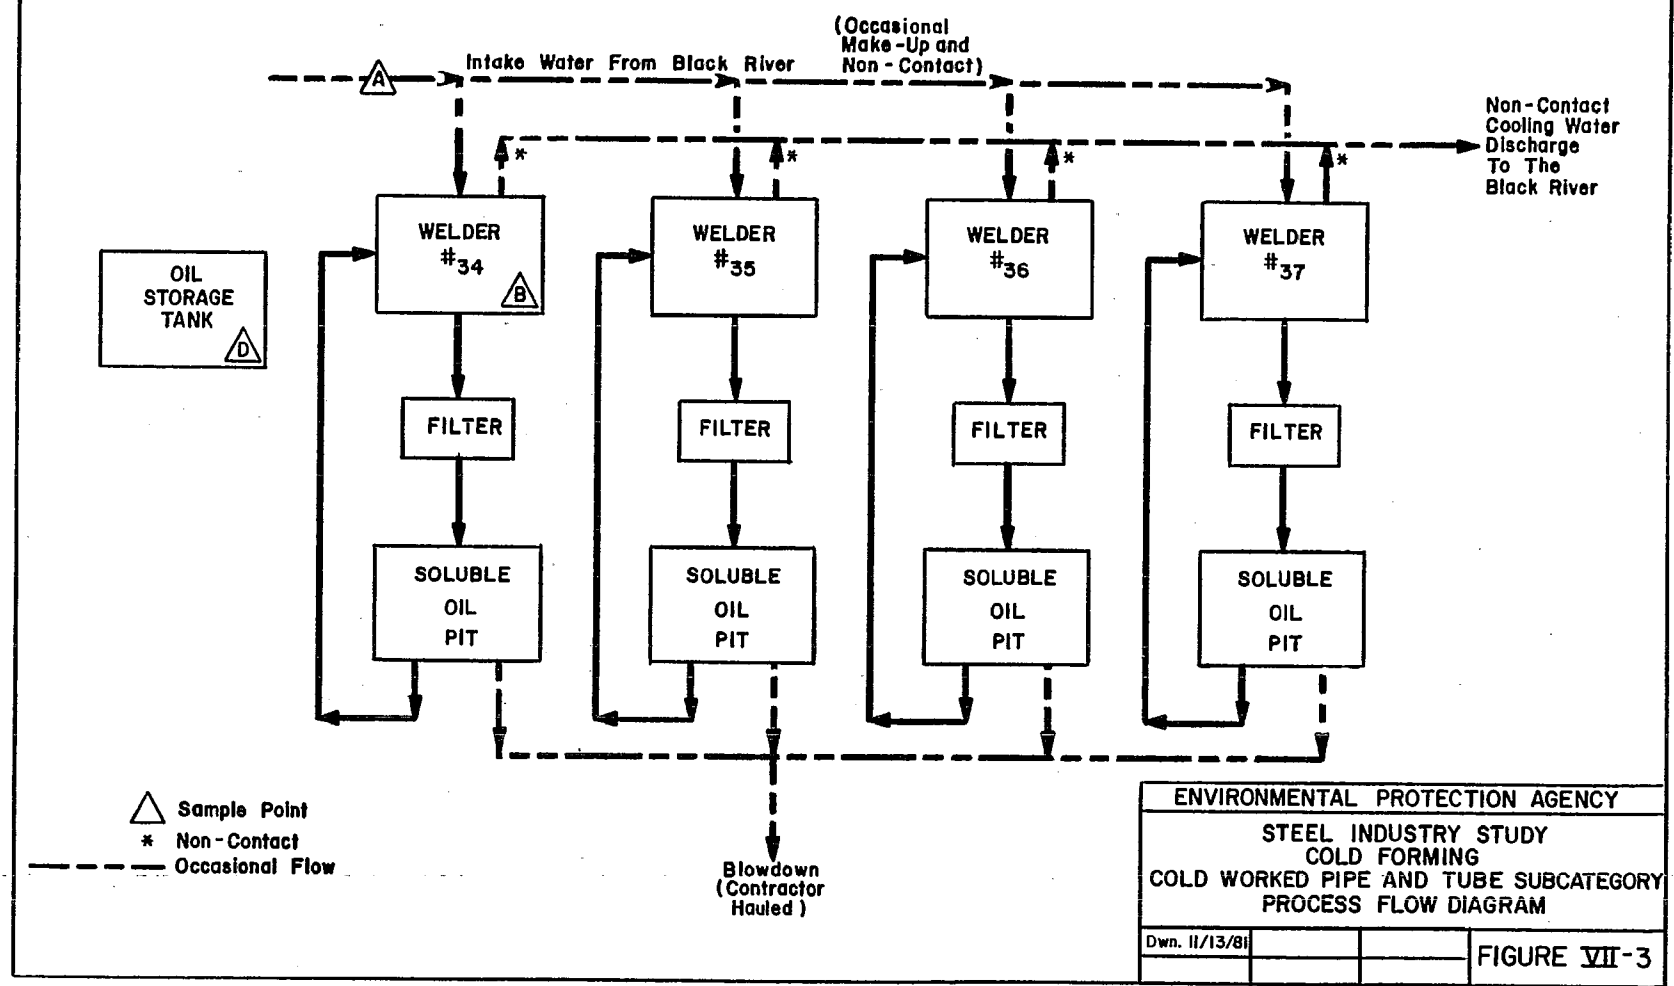 (Occasional
Make-Up and
Non-Contact)
Intake Water From Black River
A
Non-Contact
Cooling Water
Discharge
To The
Black River
*
*
*
*
WELDER
#34
B
WELDER
#35
WELDER
#36
WELDER
#37
OIL
STORAGE
TANK
D
FILTER
FILTER
FILTER
FILTER
SOLUBLE
OIL
PIT
SOLUBLE
OIL
PIT
SOLUBLE
OIL
PIT
SOLUBLE
OIL
PIT
Sample Point
* Non-Contact
Occasional Flow
Blowdown
(Contractor
Hauled)
ENVIRONMENTAL PROTECTION AGENCY
STEEL INDUSTRY STUDY
COLD FORMING
COLD WORKED PIPE AND TUBE SUBCATEGORY
PROCESS FLOW DIAGRAM
Dwn. 11/13/81
FIGURE VII-3